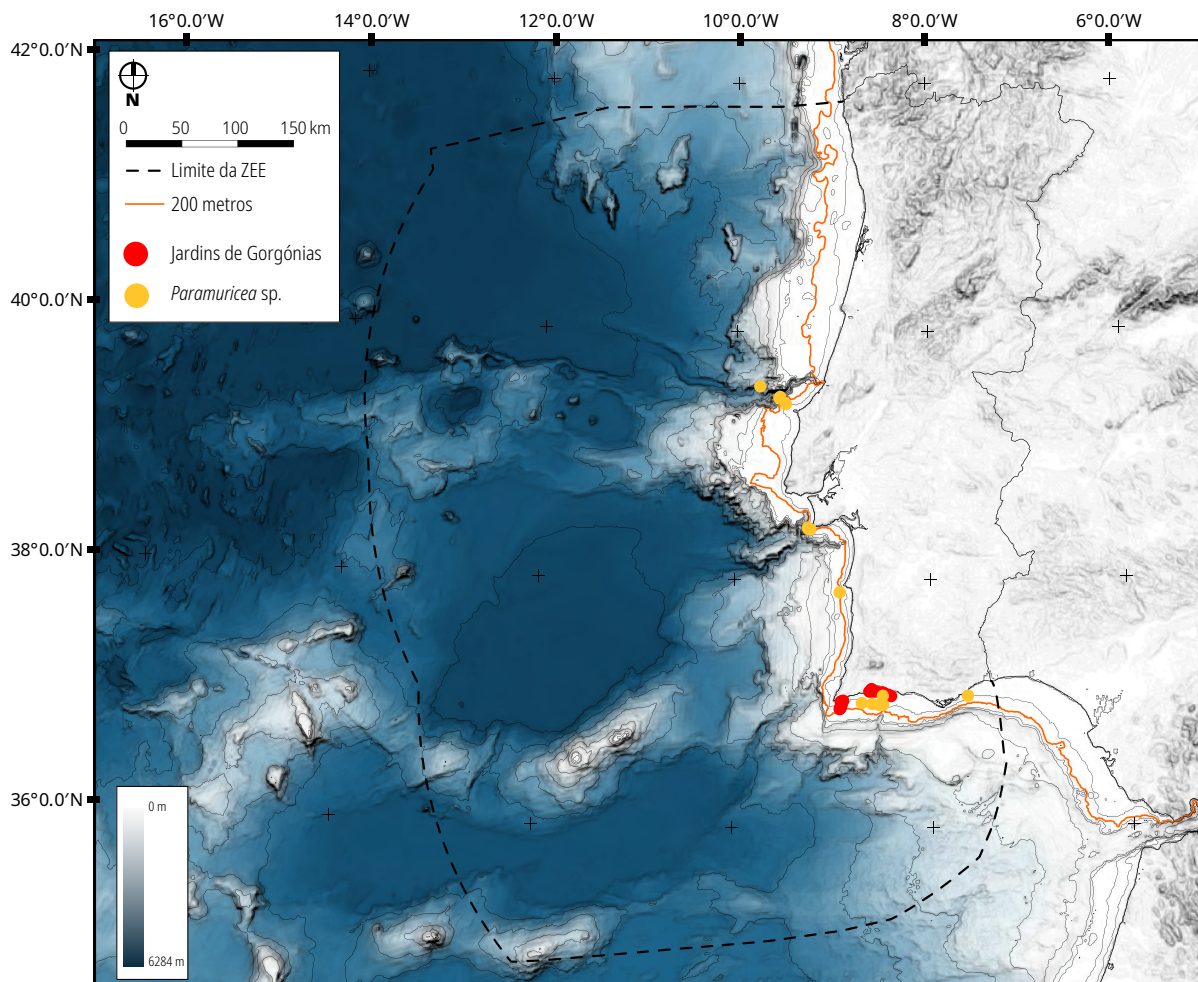 16°0.0′W 14°0.0′W 12°0.0′W 10°0.0′W 8°0.0′W 6°0.0′W
42°0.0′N
40°0.0′N
38°0.0′N
36°0.0′N
N
0 50 100 150 km
Limite da ZEE
200 metros
Jardins de Gorgónias
Paramuricea sp.
0 m
6284 m